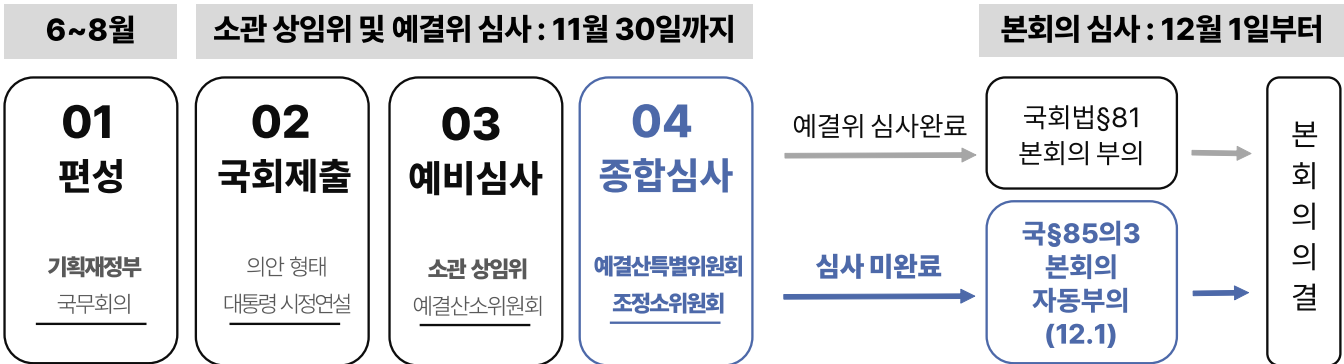 6~8월
소관 상임위 및 예결위 심사 : 11월 30일까지
본회의 심사 : 12월 1일부터
01
편성
기획재정부
국무회의
02
국회제출
의안 형태
대통령 시정연설
03
예비심사
소관 상임위
예결산소위원회
04
종합심사
예결산특별위원회
조정소위원회
예결위 심사완료
심사 미완료
국회법§81
본회의 부의
국§85의3
본회의
자동부의
(12.1)
본
회
의
의
결